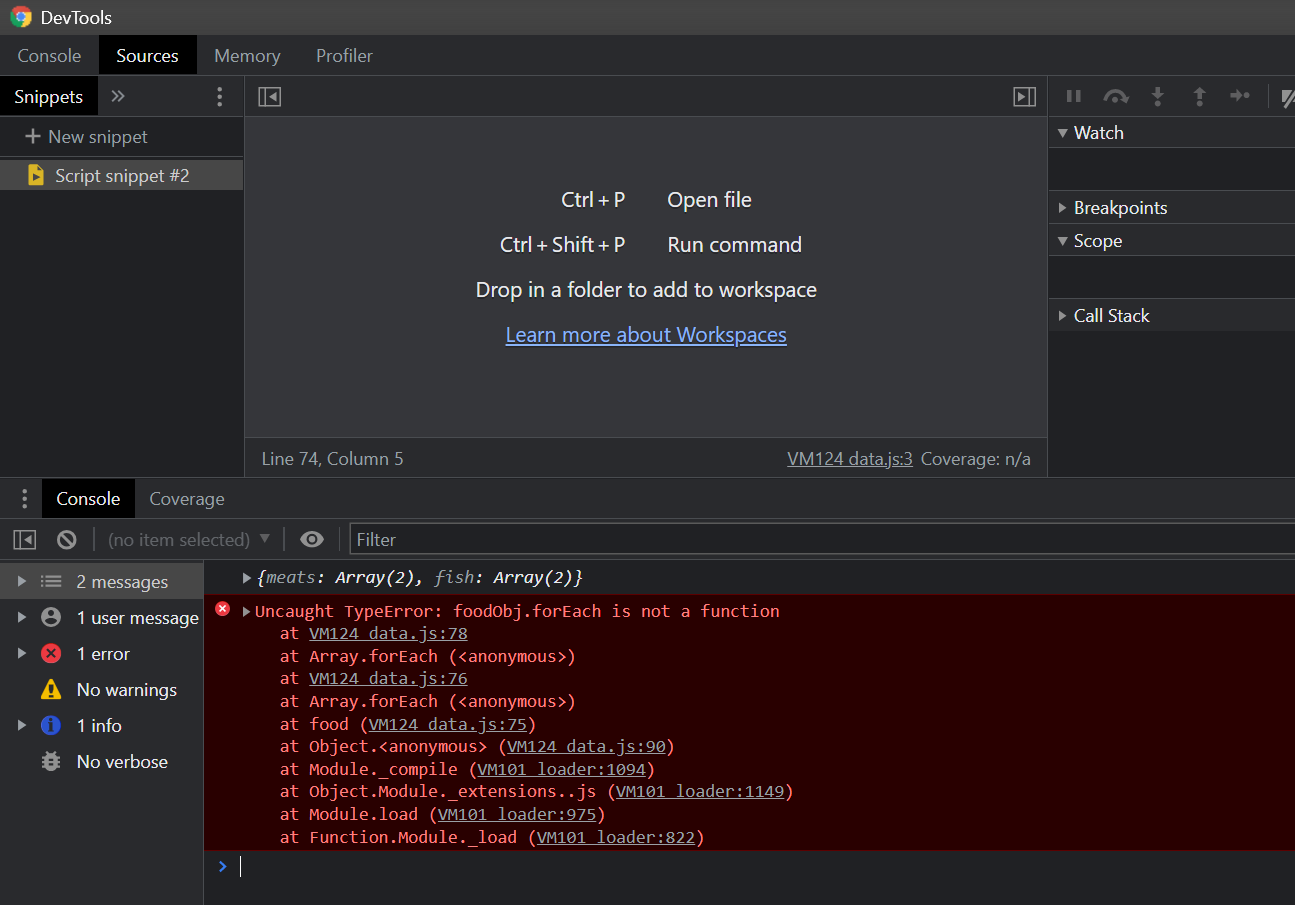 DevTools
Console Sources Memory Profiler
Snippets
New snippet
Script snippet #2
Ctrl + P Open file
Ctrl + Shift + P Run command
Drop in a folder to add to workspace
Learn more about Workspaces
Line 74, Column 5 VM124 data.js:3 Coverage: n/a
Watch
Breakpoints
Scope
Call Stack
Console Coverage
(no item selected) Filter
2 messages
1 user message
1 error
No warnings
1 info
No verbose
{meats: Array(2), fish: Array(2)}
Uncaught TypeError: foodObj.forEach is not a function
at VM124 data.js:78
at Array.forEach (<anonymous>)
at VM124 data.js:76
at Array.forEach (<anonymous>)
at food (VM124 data.js:75)
at Object.<anonymous> (VM124 data.js:90)
at Module._compile (VM101 loader:1094)
at Object.Module._extensions..js (VM101 loader:1149)
at Module.load (VM101 loader:975)
at Function.Module._load (VM101 loader:822)